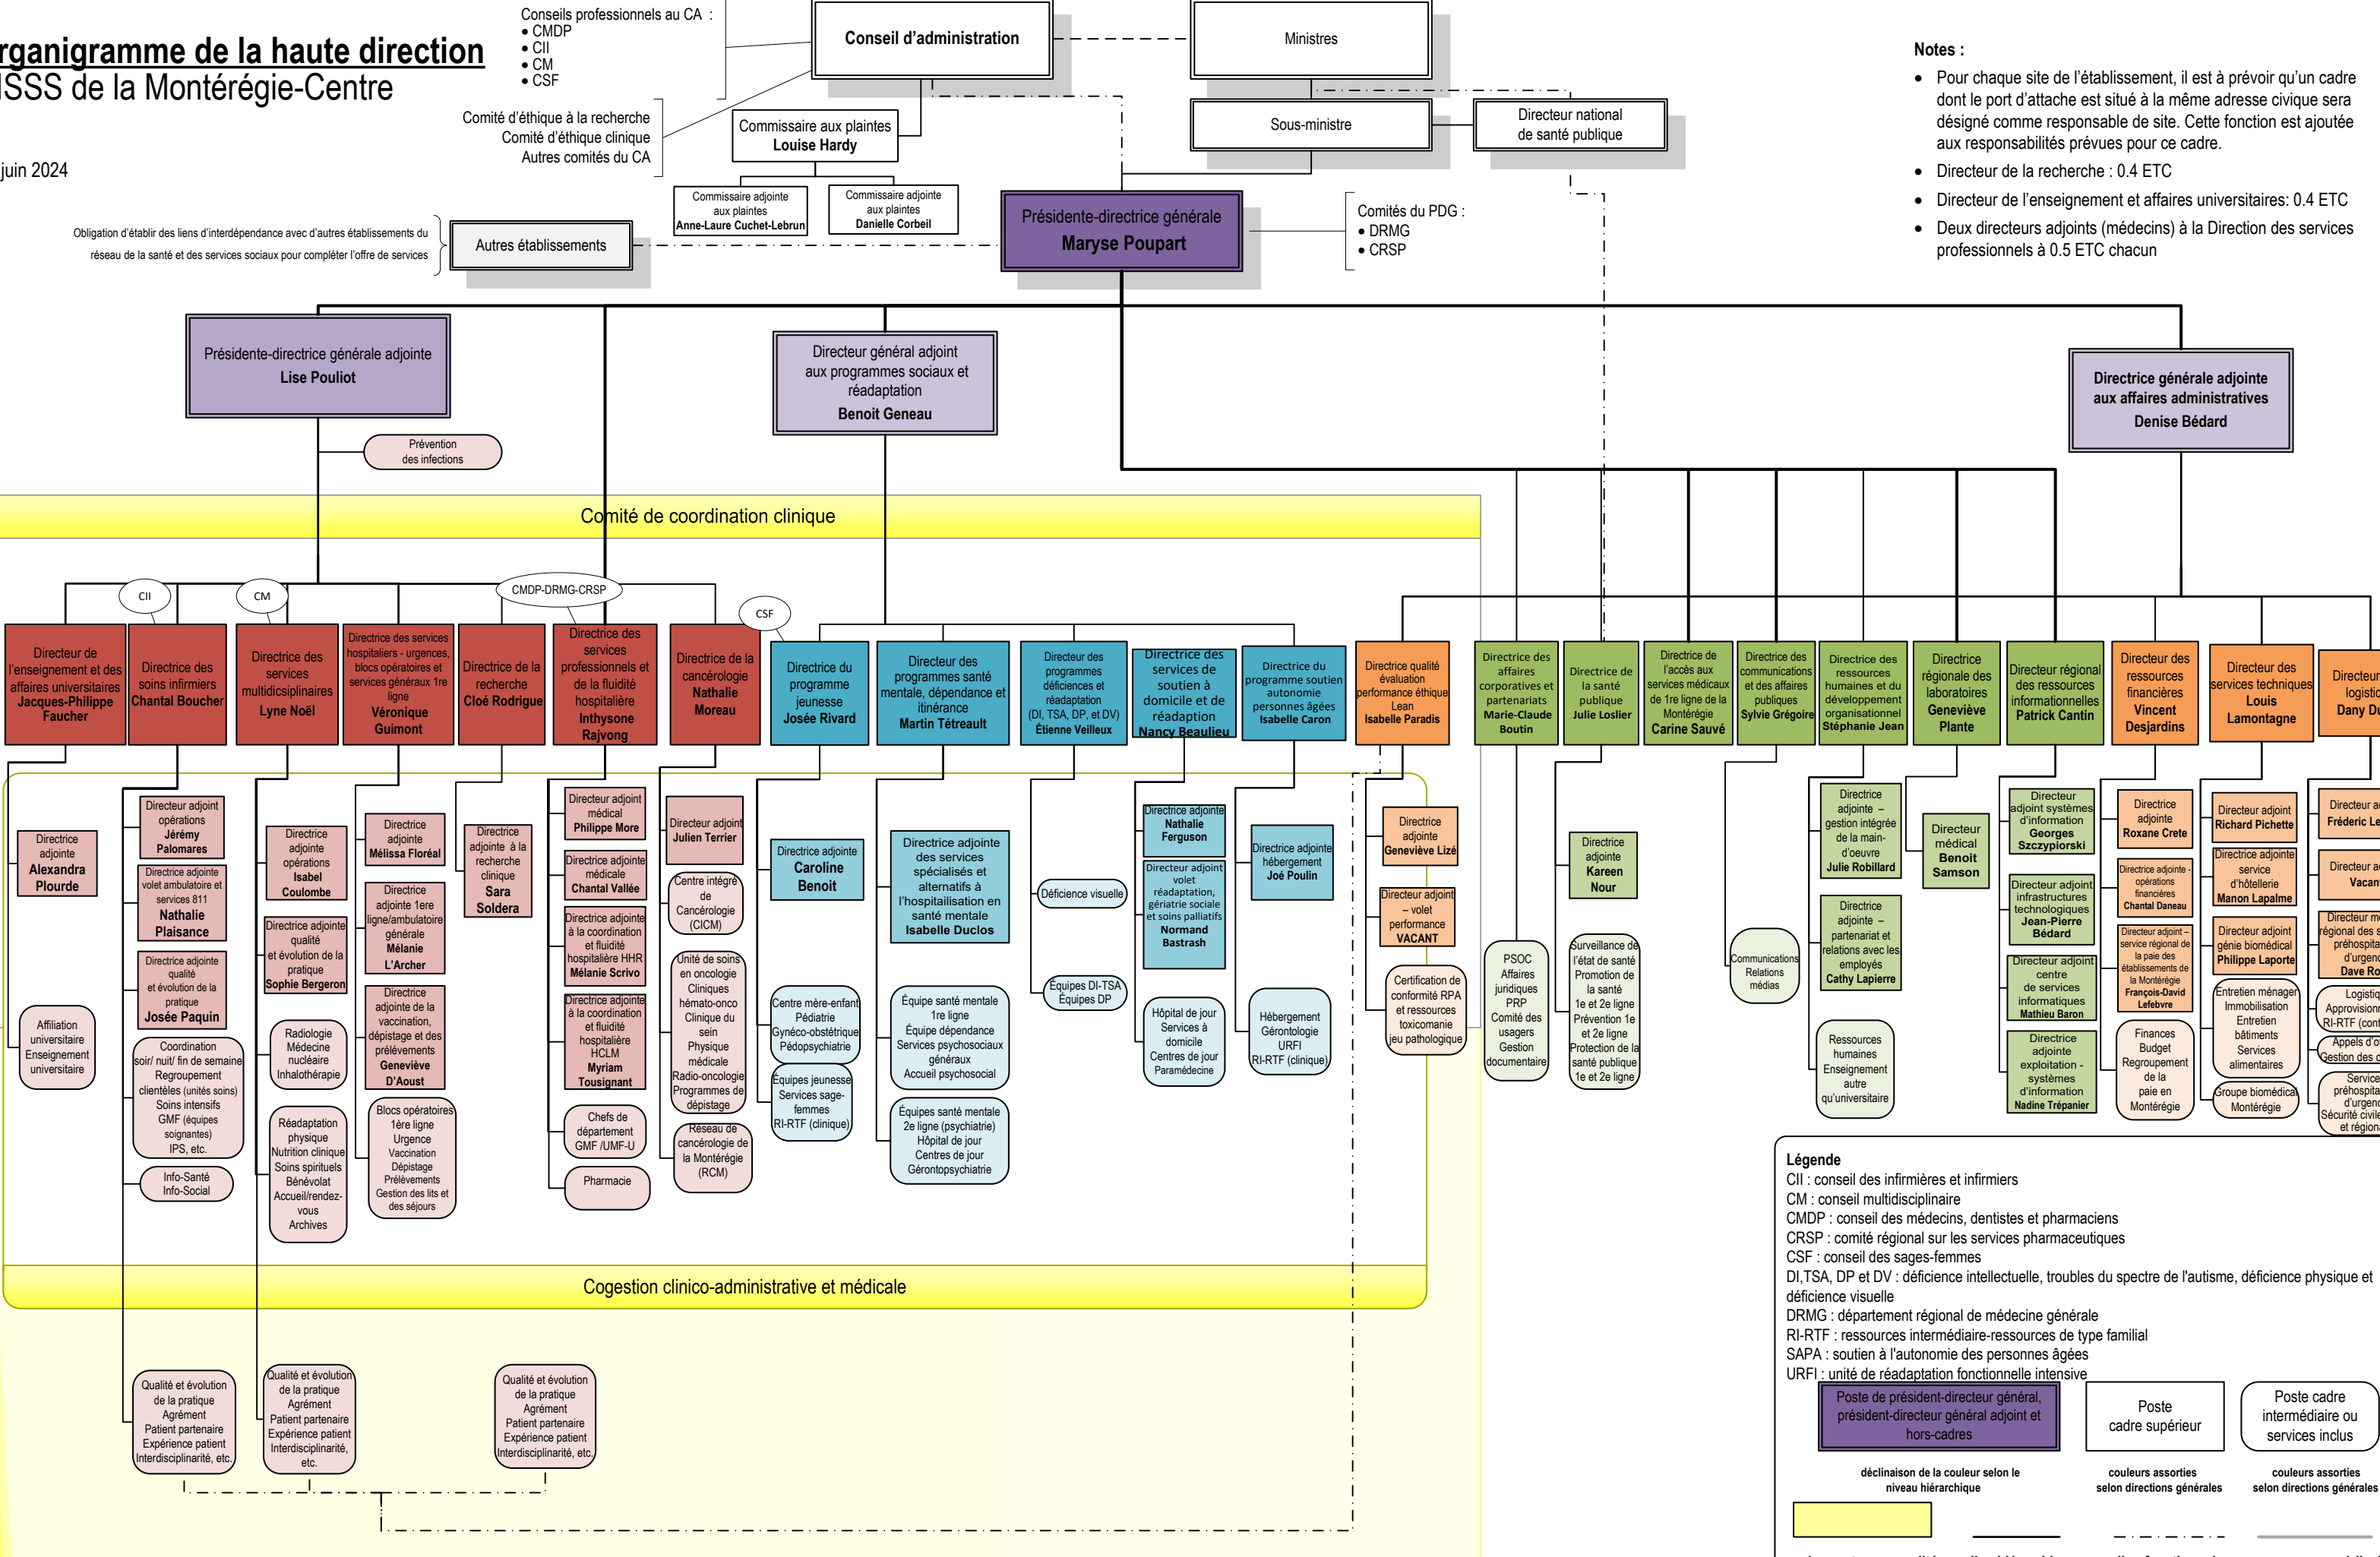 rganigramme de la haute direction
ISSS de la Montérégie-Centre
juin 2024
Conseils professionnels au CA :
• CMDP
• CII
• CM
• CSF
Comité d'éthique à la recherche
Comité d'éthique clinique
Autres comités du CA
Conseil d'administration
Ministres
Commissaire aux plaintes
Louise Hardy
Sous-ministre
Directeur national
de santé publique
Commissaire adjointe
aux plaintes
Anne-Laure Cuchet-Lebrun
Commissaire adjointe
aux plaintes
Danielle Corbeil
Présidente-directrice générale
Maryse Poupart
Comités du PDG :
• DRMG
• CRSP
Obligation d'établir des liens d'interdépendance avec d'autres établissements du
réseau de la santé et des services sociaux pour compléter l'offre de services
Autres établissements
Notes :
• Pour chaque site de l'établissement, il est à prévoir qu'un cadre
dont le port d'attache est situé à la même adresse civique sera
désigné comme responsable de site. Cette fonction est ajoutée
aux responsabilités prévues pour ce cadre.
• Directeur de la recherche : 0.4 ETC
• Directeur de l'enseignement et affaires universitaires: 0.4 ETC
• Deux directeurs adjoints (médecins) à la Direction des services
professionnels à 0.5 ETC chacun
Présidente-directrice générale adjointe
Lise Pouliot
Directeur général adjoint
aux programmes sociaux et
réadaptation
Benoit Geneau
Directrice générale adjointe
aux affaires administratives
Denise Bédard
Prévention
des infections
Comité de coordination clinique
CII
CM
CMDP-DRMG-CRSP
CSF
Directeur de
l'enseignement et des
affaires universitaires
Jacques-Philippe
Faucher
Directrice des
soins infirmiers
Chantal Boucher
Directrice des
services
multidicsiplinaires
Lyne Noël
Directrice des services
hospitaliers - urgences,
blocs opératoires et
services généraux 1re
ligne
Véronique
Guimont
Directrice de la
recherche
Cloé Rodrigue
Directrice des
services
professionnels et
de la fluidité
hospitalière
Inthysone
Rajvong
Directrice de la
cancérologie
Nathalie
Moreau
Directrice du
programme
jeunesse
Josée Rivard
Directeur des
programmes santé
mentale, dépendance et
itinérance
Martin Tétreault
Directeur des
programmes
déficiences et
réadaptation
(DI, TSA, DP, et DV)
Étienne Veilleux
Directrice des
services de
soutien à
domicile et de
réadaption
Nancy Beaulieu
Directrice du
programme soutien
autonomie
personnes âgées
Isabelle Caron
Directrice qualité
évaluation
performance éthique
Lean
Isabelle Paradis
Directrice des
affaires
corporatives et
partenariats
Marie-Claude
Boutin
Directrice de
la santé
publique
Julie Loslier
Directrice de
l'accès aux
services médicaux
de 1re ligne de la
Montérégie
Carine Sauvé
Directrice des
communications
et des affaires
publiques
Sylvie Grégoire
Directrice des
ressources
humaines et du
développement
organisationnel
Stéphanie Jean
Directrice
régionale des
laboratoires
Geneviève
Plante
Directeur régional
des ressources
informationnelles
Patrick Cantin
Directeur des
ressources
financières
Vincent
Desjardins
Directeur des
services techniques
Louis
Lamontagne
Directeur
logistic
Dany Du
Directrice
adjointe
Alexandra
Plourde
Affiliation
universitaire
Enseignement
universitaire
Directeur adjoint
opérations
Jérémy
Palomares
Directrice adjointe
volet ambulatoire et
services 811
Nathalie
Plaisance
Directrice adjointe
qualité
et évolution de la
pratique
Josée Paquin
Coordination
soir/ nuit/ fin de semaine
Regroupement
clientèles (unités soins)
Soins intensifs
GMF (équipes
soignantes)
IPS, etc.
Info-Santé
Info-Social
Directrice
adjointe
opérations
Isabel
Coulombe
Directrice adjointe
qualité
et évolution de la
pratique
Sophie Bergeron
Radiologie
Médecine
nucléaire
Inhalothérapie
Réadaptation
physique
Nutrition clinique
Soins spirituels
Bénévolat
Accueil/rendez-
vous
Archives
Directrice
adjointe
Mélissa Floréal
Directrice
adjointe 1ere
ligne/ambulatoire
générale
Mélanie
L'Archer
Directrice
adjointe de la
vaccination,
dépistage et des
prélévements
Geneviève
D'Aoust
Blocs opératoires
1ère ligne
Urgence
Vaccination
Dépistage
Prélèvements
Gestion des lits et
des séjours
Directrice
adjointe à la
recherche
clinique
Sara
Soldera
Directeur adjoint
médical
Philippe More
Directrice adjointe
médicale
Chantal Vallée
Directrice adjointe
à la coordination
et fluidité
hospitalière HHR
Mélanie Scrivo
Directrice adjointe
à la coordination
et fluidité
hospitalière
HCLM
Myriam
Tousignant
Chefs de
département
GMF /UMF-U
Pharmacie
Directeur adjoint
Julien Terrier
Centre intégré
de
Cancérologie
(CICM)
Unité de soins
en oncologie
Cliniques
hémato-onco
Clinique du
sein
Physique
médicale
Radio-oncologie
Programmes de
dépistage
Réseau de
cancérologie de
la Montérégie
(RCM)
Directrice adjointe
Caroline
Benoit
Centre mère-enfant
Pédiatrie
Gynéco-obstétrique
Pédopsychiatrie
Équipes jeunesse
Services sage-
femmes
RI-RTF (clinique)
Directrice adjointe
des services
spécialisés et
alternatifs à
l'hospitailisation en
santé mentale
Isabelle Duclos
Équipe santé mentale
1re ligne
Équipe dépendance
Services psychosociaux
généraux
Accueil psychosocial
Équipes santé mentale
2e ligne (psychiatrie)
Hôpital de jour
Centres de jour
Gérontopsychiatrie
Déficience visuelle
Équipes DI-TSA
Équipes DP
Directrice adjointe
Nathalie
Ferguson
Directeur adjoint
volet
réadaptation,
gériatrie sociale
et soins palliatifs
Normand
Bastrash
Hôpital de jour
Services à
domicile
Centres de jour
Paramédecine
Directrice adjointe
hébergement
Joé Poulin
Hébergement
Gérontologie
URFI
RI-RTF (clinique)
Directrice
adjointe
Geneviève Lizé
Directeur adjoint
– volet
performance
VACANT
Certification de
conformité RPA
et ressources
toxicomanie
jeu pathologique
PSOC
Affaires
juridiques
PRP
Comité des
usagers
Gestion
documentaire
Directrice
adjointe
Kareen
Nour
Surveillance de
l'état de santé
Promotion de
la santé
1e et 2e ligne
Prévention 1e
et 2e ligne
Protection de la
santé publique
1e et 2e ligne
Communications
Relations
médias
Directrice
adjointe –
gestion intégrée
de la main-
d'oeuvre
Julie Robillard
Directrice
adjointe –
partenariat et
relations avec les
employés
Cathy Lapierre
Ressources
humaines
Enseignement
autre
qu'universitaire
Directeur
médical
Benoit
Samson
Directeur
adjoint systèmes
d'information
Georges
Szczypiorski
Directeur adjoint
infrastructures
technologiques
Jean-Pierre
Bédard
Directeur adjoint
centre
de services
informatiques
Mathieu Baron
Directrice
adjointe
exploitation -
systèmes
d'information
Nadine Trépanier
Directrice
adjointe
Roxane Crete
Directrice adjointe -
opérations
financières
Chantal Daneau
Directeur adjoint –
service régional de
la paie des
établissements de
la Montérégie
François-David
Lefebvre
Finances
Budget
Regroupement
de la
paie en
Montérégie
Directeur adjoint
Richard Pichette
Directrice adjointe
service
d'hôtellerie
Manon Lapalme
Directeur adjoint
génie biomédical
Philippe Laporte
Entretien ménager
Immobilisation
Entretien
bâtiments
Services
alimentaires
Groupe biomédical
Montérégie
Directeur ad
Fréderic Le
Directeur ad
Vacan
Directeur mé
régional des s
préhospita
d'urgenc
Dave Ro
Logistiq
Approvisionn
RI-RTF (cont
Appels d'of
Gestion des c
Service
préhospita
d'urgenc
Sécurité civile
et régiona
Cogestion clinico-administrative et médicale
Qualité et évolution
de la pratique
Agrément
Patient partenaire
Expérience patient
Interdisciplinarité, etc.
Qualité et évolution
de la pratique
Agrément
Patient partenaire
Expérience patient
Interdisciplinarité,
etc.
Qualité et évolution
de la pratique
Agrément
Patient partenaire
Expérience patient
Interdisciplinarité, etc.
Légende
CII : conseil des infirmières et infirmiers
CM : conseil multidisciplinaire
CMDP : conseil des médecins, dentistes et pharmaciens
CRSP : comité régional sur les services pharmaceutiques
CSF : conseil des sages-femmes
DI,TSA, DP et DV : déficience intellectuelle, troubles du spectre de l'autisme, déficience physique et
déficience visuelle
DRMG : département régional de médecine générale
RI-RTF : ressources intermédiaire-ressources de type familial
SAPA : soutien à l'autonomie des personnes âgées
URFI : unité de réadaptation fonctionnelle intensive
Poste de président-directeur général,
président-directeur général adjoint et
hors-cadres
Poste
cadre supérieur
Poste cadre
intermédiaire ou
services inclus
déclinaison de la couleur selon le
niveau hiérarchique
couleurs assorties
selon directions générales
couleurs assorties
selon directions générales